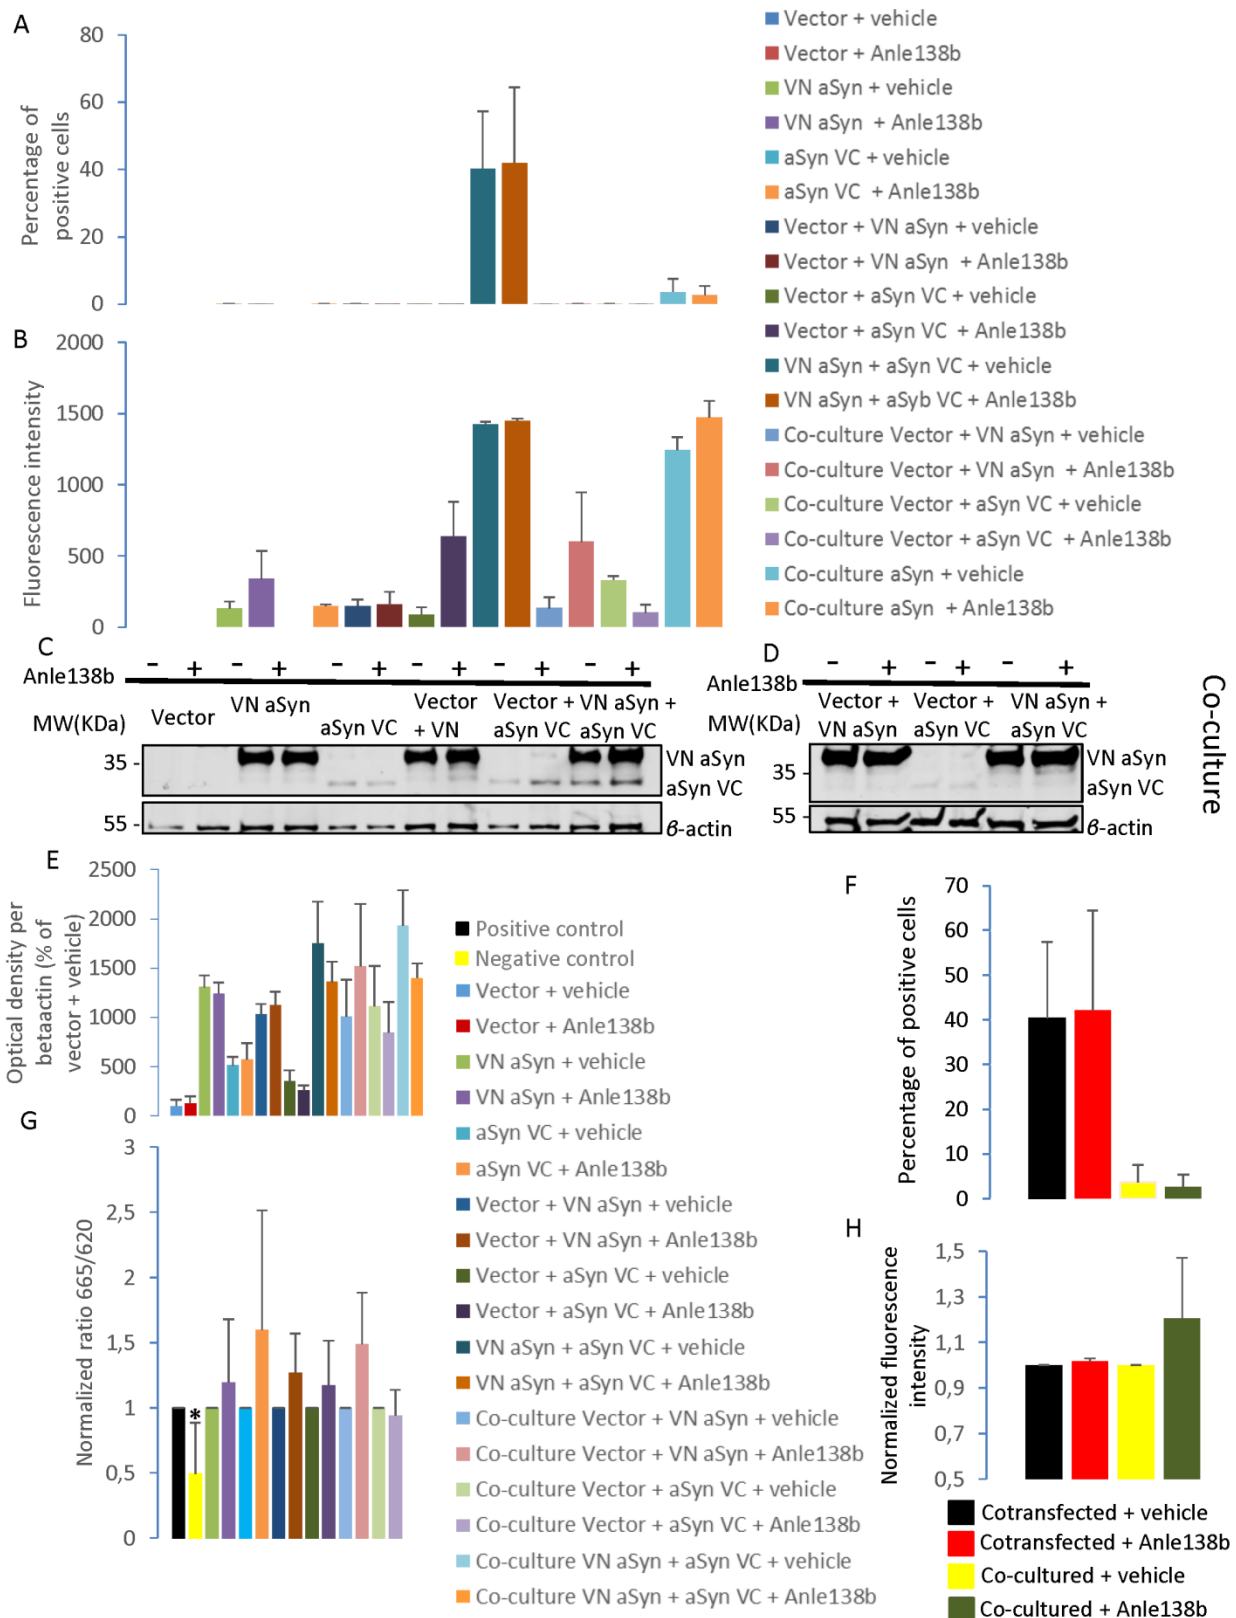 A
80
60
40
20
0
Percentage of
positive cells
B
2000
1500
1000
500
0
Fluorescence intensity
Vector + vehicle
Vector + Anle138b
VN aSyn + vehicle
VN aSyn + Anle138b
aSyn VC + vehicle
aSyn VC + Anle138b
Vector + VN aSyn + vehicle
Vector + VN aSyn + Anle138b
Vector + aSyn VC + vehicle
Vector + aSyn VC + Anle138b
VN aSyn + aSyn VC + vehicle
VN aSyn + aSyb VC + Anle138b
Co-culture Vector + VN aSyn + vehicle
Co-culture Vector + VN aSyn + Anle138b
Co-culture Vector + aSyn VC + vehicle
Co-culture Vector + aSyn VC + Anle138b
Co-culture aSyn + vehicle
Co-culture aSyn + Anle138b
C
− + − + − + − + − + − +
Anle138b
MW(KDa)
Vector
VN aSyn
aSyn VC
Vector
+ VN
Vector +
aSyn VC
VN aSyn +
aSyn VC
35 -
VN aSyn
aSyn VC
55 -
β-actin
D
− + − + − +
Anle138b
MW(KDa)
Vector +
VN aSyn
Vector +
aSyn VC
VN aSyn +
aSyn VC
35 -
VN aSyn
aSyn VC
55 -
β-actin
Co-culture
E
2500
2000
1500
1000
500
0
Optical density per
betaactin (% of
vector + vehicle)
G
3
2,5
2
1,5
1
0,5
0
Normalized ratio 665/620
*
Positive control
Negative control
Vector + vehicle
Vector + Anle138b
VN aSyn + vehicle
VN aSyn + Anle138b
aSyn VC + vehicle
aSyn VC + Anle138b
Vector + VN aSyn + vehicle
Vector + VN aSyn + Anle138b
Vector + aSyn VC + vehicle
Vector + aSyn VC + Anle138b
VN aSyn + aSyn VC + vehicle
VN aSyn + aSyn VC + Anle138b
Co-culture Vector + VN aSyn + vehicle
Co-culture Vector + VN aSyn + Anle138b
Co-culture Vector + aSyn VC + vehicle
Co-culture Vector + aSyn VC + Anle138b
Co-culture VN aSyn + aSyn VC + vehicle
Co-culture VN aSyn + aSyn VC + Anle138b
F
70
60
50
40
30
20
10
0
Percentage of positive cells
H
1,5
1,3
1,1
0,9
0,7
0,5
Normalized fluorescence
intensity
Cotransfected + vehicle
Cotransfected + Anle138b
Co-cultured + vehicle
Co-cultured + Anle138b